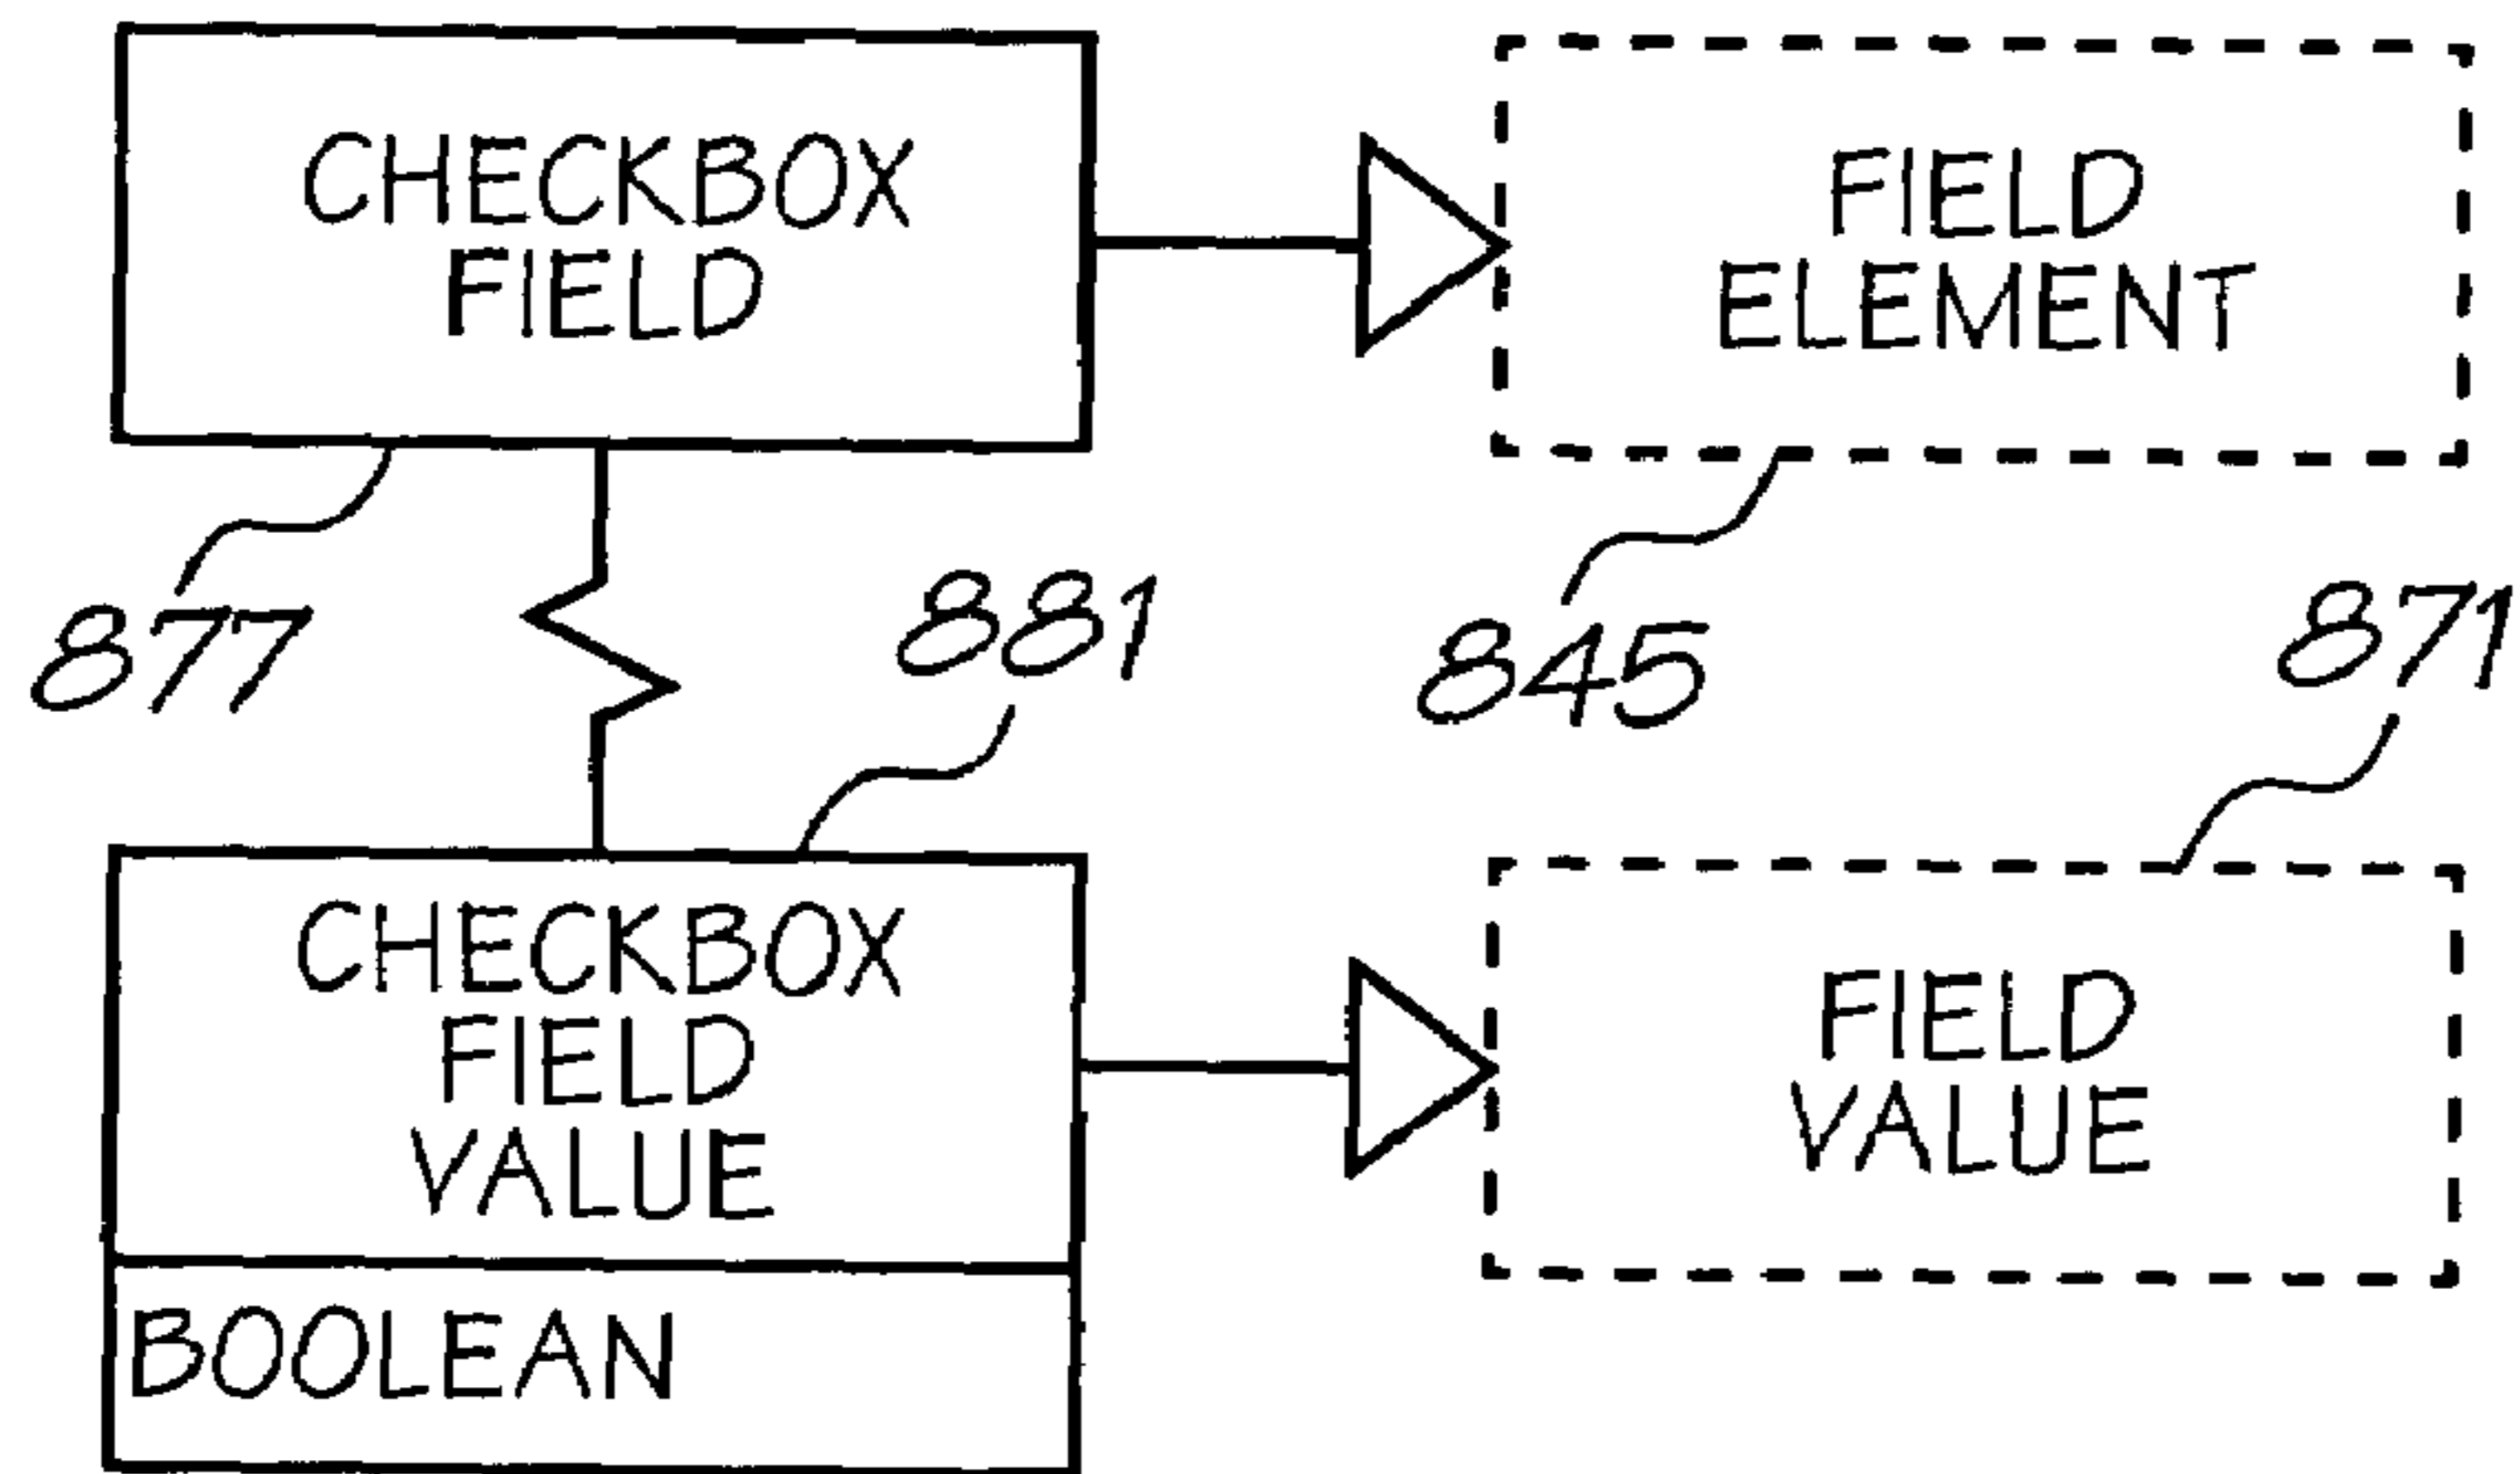 CHECKBOX
FIELD
FIELD
ELEMENT
877
881
845
871
CHECKBOX
FIELD
VALUE
FIELD
VALUE
BOOLEAN